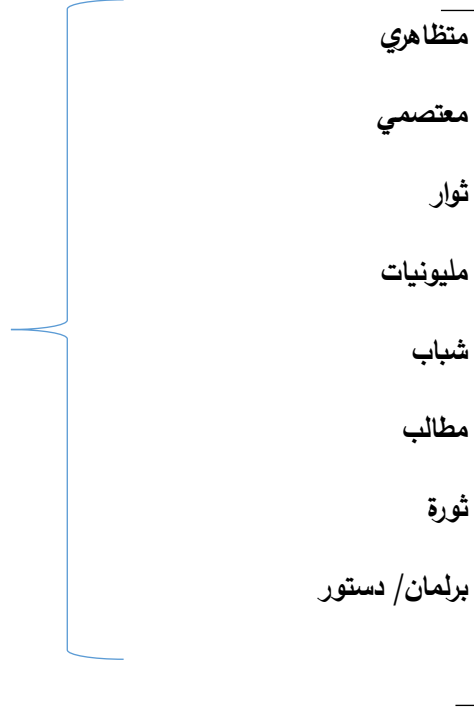 متظاهري
معتصمي
ثوار
مليونيات
شباب
مطالب
ثورة
برلمان/ دستور